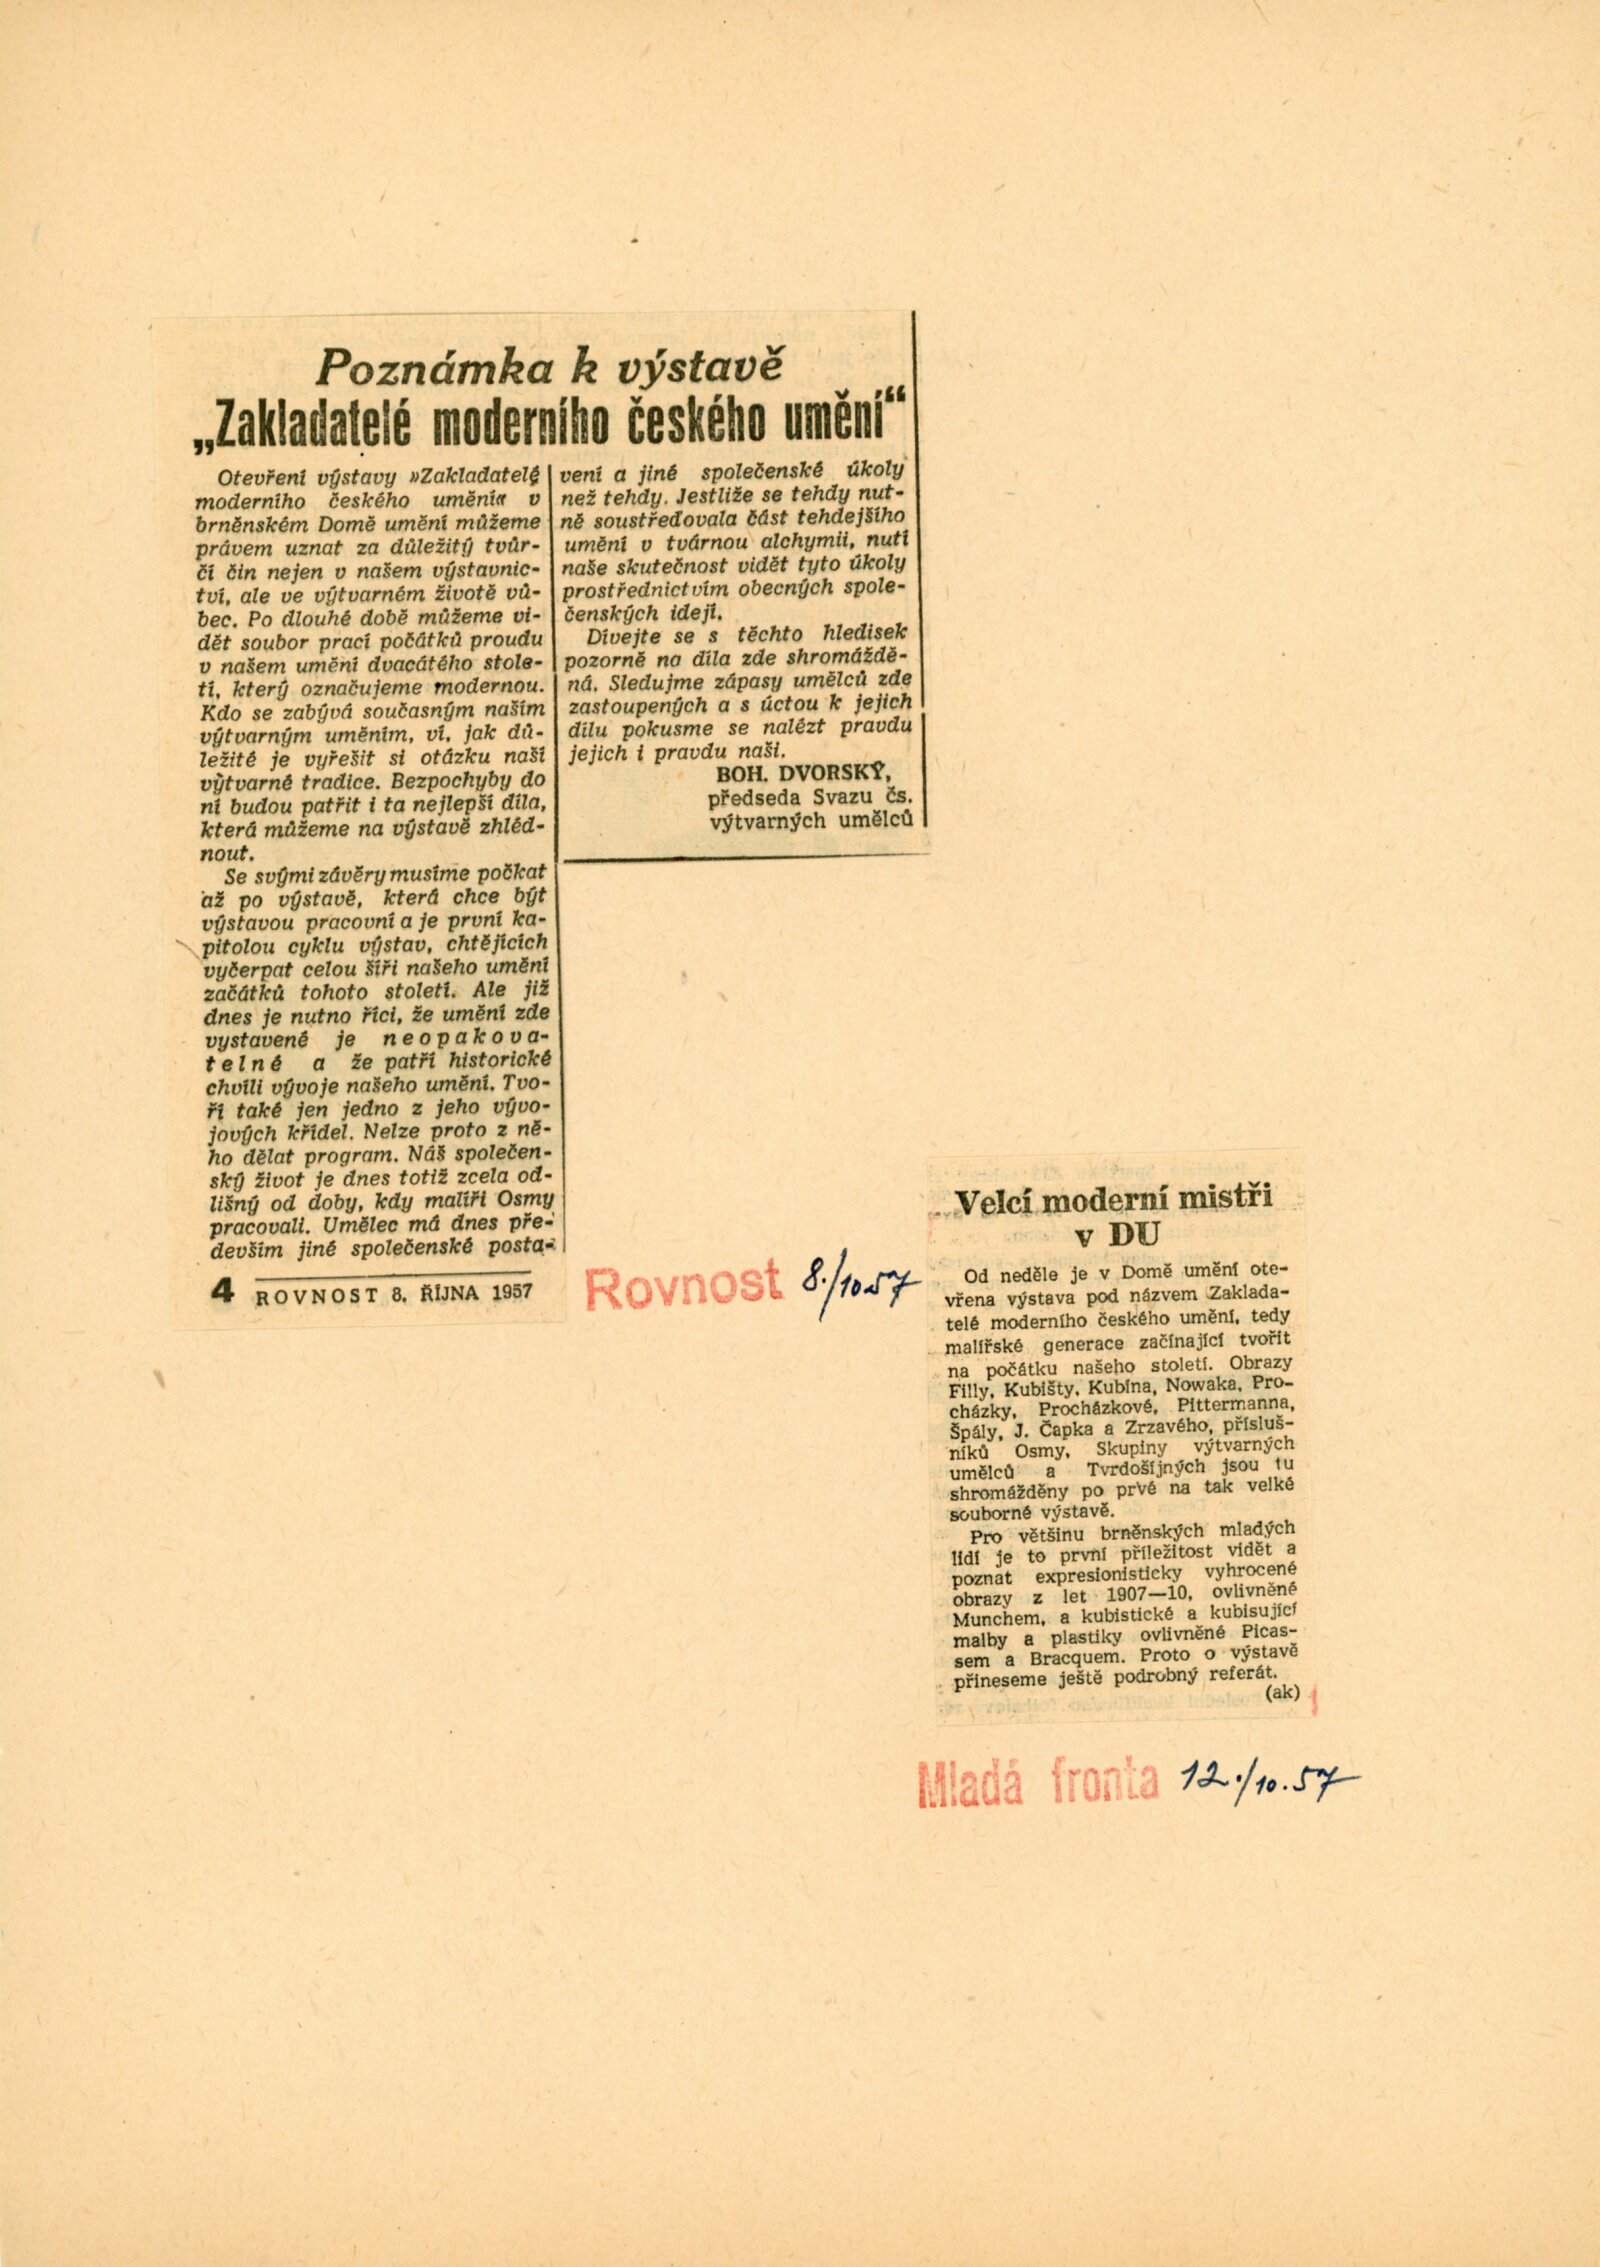 Poznámka k výstavě
„Zakladatelé moderního českého umění“
Otevření výstavy »Zakladatelé
moderního českého umění« v
brněnském Domě umění můžeme
právem uznat za důležitý tvůr-
čí čin nejen v našem výstavnic-
tví, ale ve výtvarném životě vů-
bec. Po dlouhé době můžeme vi-
dět soubor prací počátků proudu
v našem umění dvacátého stole-
tí, který označujeme modernou.
Kdo se zabývá současným naším
výtvarným uměním, ví, jak dů-
ležité je vyřešit si otázku naší
výtvarné tradice. Bezpochyby do
ní budou patřit i ta nejlepší díla,
která můžeme na výstavě zhléd-
nout.
Se svými závěry musíme počkat
až po výstavě, která chce být
výstavou pracovní a je první ka-
pitolou cyklu výstav, chtějících
vyčerpat celou šíři našeho umění
začátků tohoto století. Ale již
dnes je nutno říci, že umění zde
vystavené je neopakova-
telné a že patří historické
chvíli vývoje našeho umění. Tvo-
ří také jen jedno z jeho vývo-
jových křídel. Nelze proto z ně-
ho dělat program. Náš společen-
ský život je dnes totiž zcela od-
lišný od doby, kdy malíři Osmy
pracovali. Umělec má dnes pře-
devším jiné společenské posta-
vení a jiné společenské úkoly
než tehdy. Jestliže se tehdy nut-
ně soustřeďovala část tehdejšího
umění v tvárnou alchymii, nutí
naše skutečnost vidět tyto úkoly
prostřednictvím obecných spole-
čenských idejí.
Dívejte se s těchto hledisek
pozorně na díla zde shromáždě-
ná. Sledujme zápasy umělců zde
zastoupených a s úctou k jejich
dílu pokusme se nalézt pravdu
jejich i pravdu naši.
BOH. DVORSKÝ,
předseda Svazu čs.
výtvarných umělců
4 ROVNOST 8. ŘÍJNA 1957
Rovnost 8./10.57
Velcí moderní mistři
v DU
Od neděle je v Domě umění ote-
vřena výstava pod názvem Zaklada-
telé moderního českého umění, tedy
malířské generace začínající tvořit
na počátku našeho století. Obrazy
Filly, Kubišty, Kubína, Nowaka, Pro-
cházky, Procházkové, Pittermanna,
Špály, J. Čapka a Zrzavého, přísluš-
níků Osmy, Skupiny výtvarných
umělců a Tvrdošíjných jsou tu
shromážděny po prvé na tak velké
souborné výstavě.
Pro většinu brněnských mladých
lidí je to první příležitost vidět a
poznat expresionisticky vyhrocené
obrazy z let 1907—10, ovlivněné
Munchem, a kubistické a kubisující
malby a plastiky ovlivněné Picas-
sem a Bracquem. Proto o výstavě
přineseme ještě podrobný referát.
(ak)
Mladá fronta 12./10.57